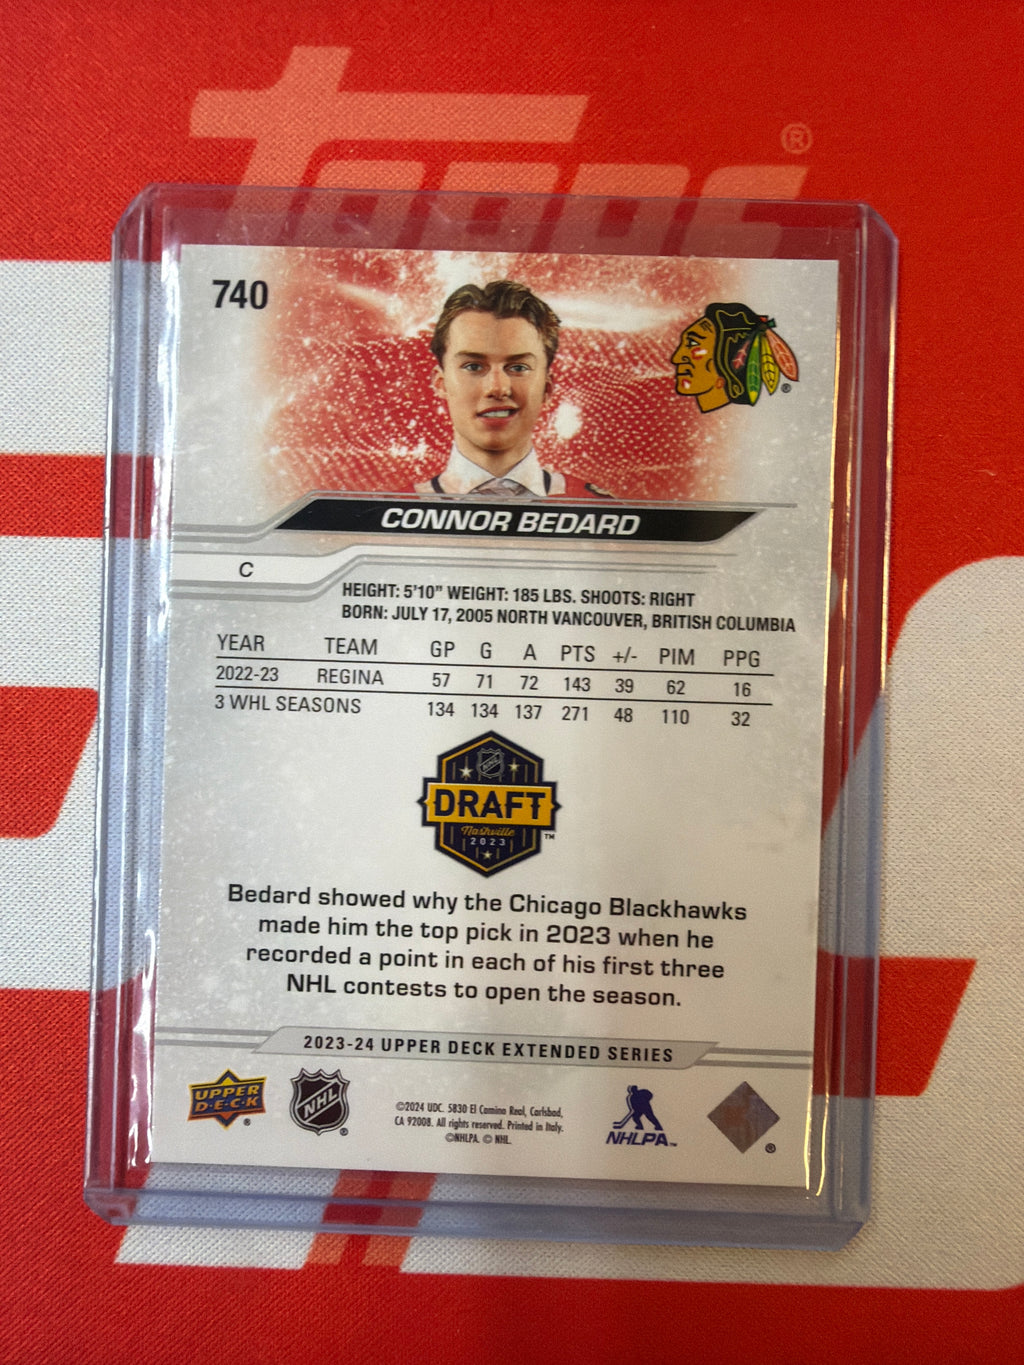 Topps ®
740
CONNOR BEDARD
C
HEIGHT: 5'10" WEIGHT: 185 LBS. SHOOTS: RIGHT
BORN: JULY 17, 2005 NORTH VANCOUVER, BRITISH COLUMBIA
YEAR TEAM GP G A PTS +/- PIM PPG
2022-23 REGINA 57 71 72 143 39 62 16
3 WHL SEASONS 134 134 137 271 48 110 32
NHL
DRAFT
Nashville ™
2023
Bedard showed why the Chicago Blackhawks
made him the top pick in 2023 when he
recorded a point in each of his first three
NHL contests to open the season.
2023-24 UPPER DECK EXTENDED SERIES
UPPER
D·E·C·K ®
NHL ®
©2024 UDC. 5830 El Camino Real, Carlsbad,
CA 92008. All rights reserved. Printed in Italy.
©NHLPA. © NHL.
NHLPA™
®